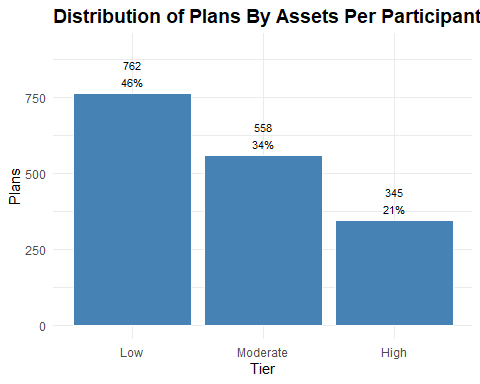 Distribution of Plans By Assets Per Participant
762
46%
558
34%
345
21%
750
500
250
0
Plans
Low
Moderate
High
Tier